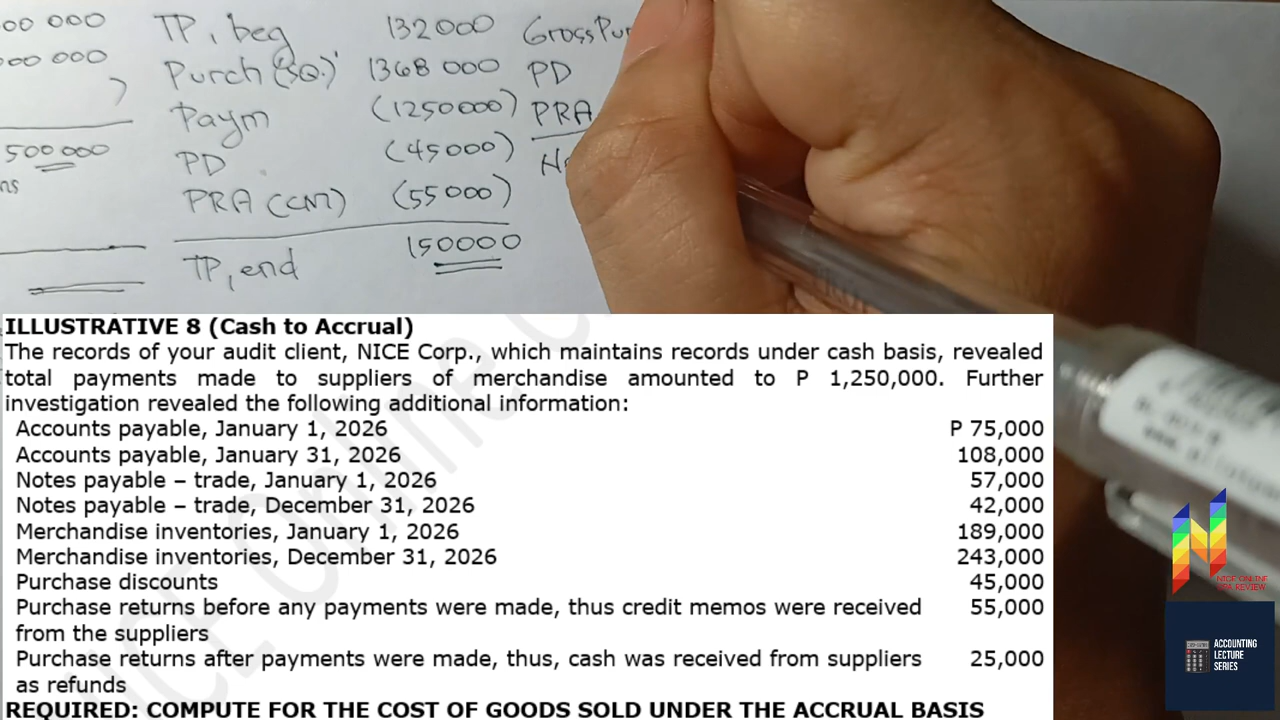 00 000 TP, beg 132000 Gross Pur
00 000 Purch (SQ.) 1368 000 PD
) Paym (1250000) PRA
500 000 PD (45000)
ns PRA (CM) (55 000)
TP, end 150000
ILLUSTRATIVE 8 (Cash to Accrual)
The records of your audit client, NICE Corp., which maintains records under cash basis, revealed
total payments made to suppliers of merchandise amounted to P 1,250,000. Further
investigation revealed the following additional information:
Accounts payable, January 1, 2026 P 75,000
Accounts payable, January 31, 2026 108,000
Notes payable – trade, January 1, 2026 57,000
Notes payable – trade, December 31, 2026 42,000
Merchandise inventories, January 1, 2026 189,000
Merchandise inventories, December 31, 2026 243,000
Purchase discounts 45,000
Purchase returns before any payments were made, thus credit memos were received 55,000
from the suppliers
Purchase returns after payments were made, thus, cash was received from suppliers 25,000
as refunds
REQUIRED: COMPUTE FOR THE COST OF GOODS SOLD UNDER THE ACCRUAL BASIS
NICE ONLINE
CPA REVIEW
ACCOUNTING
LECTURE
SERIES